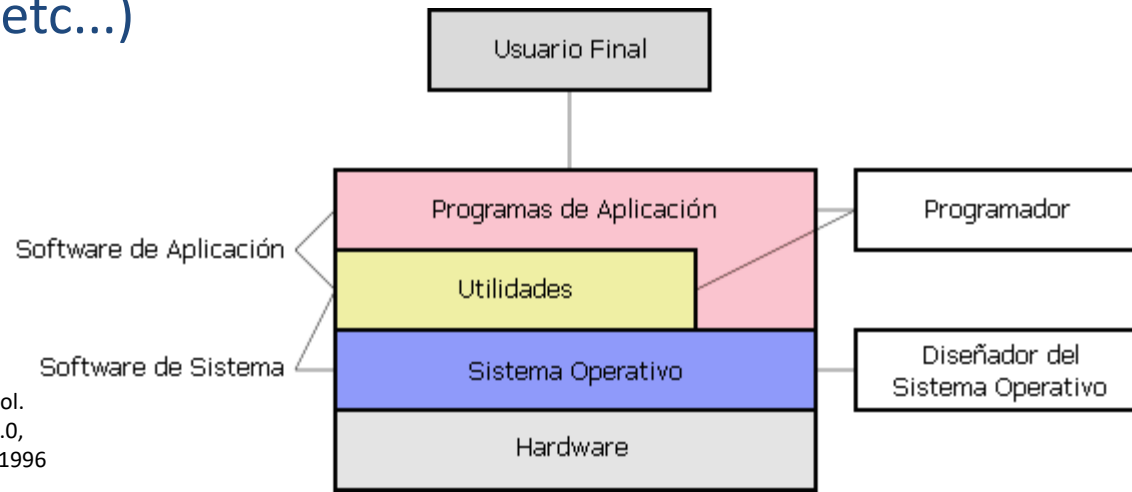 etc...)
Usuario Final
Programas de Aplicación
Programador
Software de Aplicación
Utilidades
Software de Sistema
Sistema Operativo
Diseñador del
Sistema Operativo
ol.
.0,
1996
Hardware